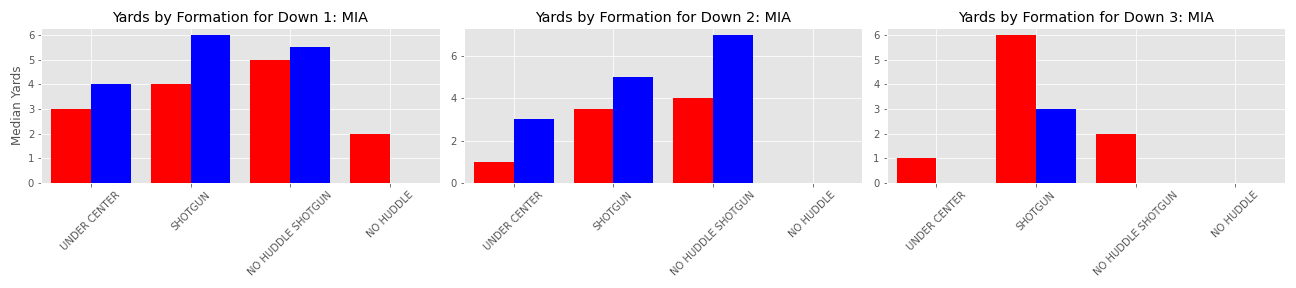 Yards by Formation for Down 1: MIA
Median Yards
6
5
4
3
2
1
0
UNDER CENTER
SHOTGUN
NO HUDDLE SHOTGUN
NO HUDDLE
Yards by Formation for Down 2: MIA
6
4
2
0
UNDER CENTER
SHOTGUN
NO HUDDLE SHOTGUN
NO HUDDLE
Yards by Formation for Down 3: MIA
6
5
4
3
2
1
0
UNDER CENTER
SHOTGUN
NO HUDDLE SHOTGUN
NO HUDDLE